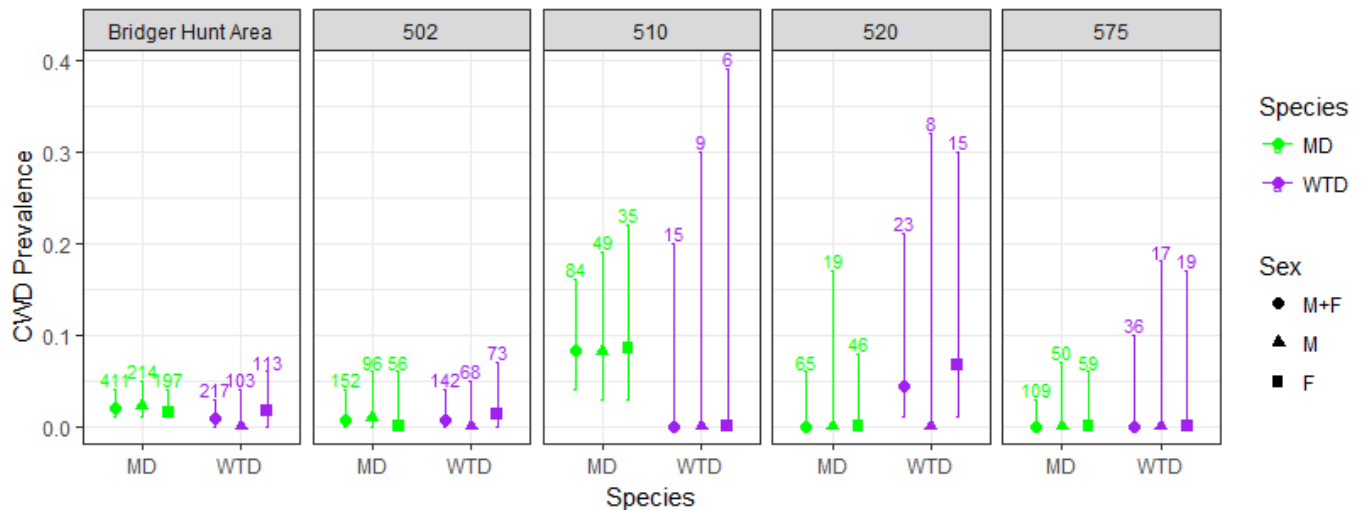 Bridger Hunt Area 502 510 520 575
CWD Prevalence
0.4
0.3
0.2
0.1
0.0
411 214 197 217 103 113
152 96 56 142 68 73
84 49 35 15 9 6
65 19 46 23 8 15
109 50 59 36 17 19
MD WTD MD WTD MD WTD MD WTD MD WTD
Species
Species
MD
WTD
Sex
M+F
M
F